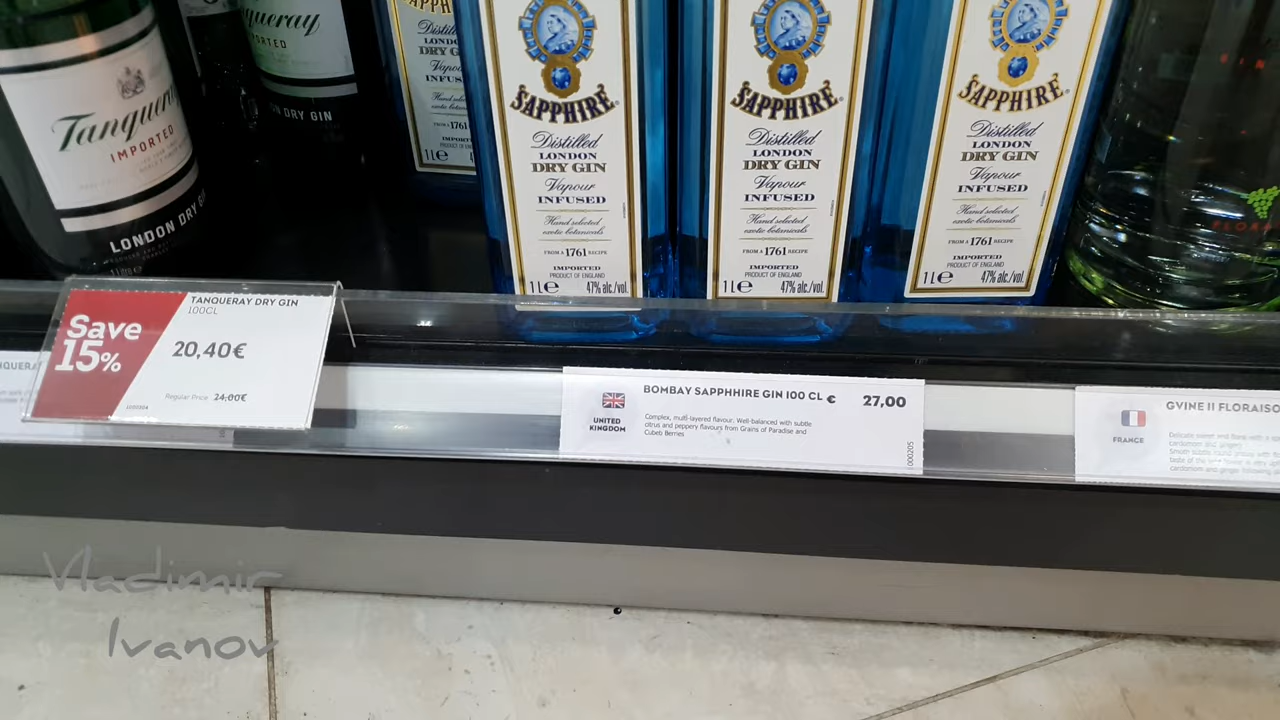 Tanqueray
IMPORTED
LONDON DRY GIN
queray
PORTED
DRY GIN
SAPPHIRE
Distilled
LONDON
DRY GIN
Vapour
INFUSED
Hand selected
exotic botanicals
FROM A 1761 RECIPE
IMPORTED
PRODUCT OF ENGLAND
1L e 47% alc./vol.
SAPPHIRE
Distilled
LONDON
DRY GIN
Vapour
INFUSED
Hand selected
exotic botanicals
FROM A 1761 RECIPE
IMPORTED
PRODUCT OF ENGLAND
1L e 47% alc./vol.
SAPPHIRE
Distilled
LONDON
DRY GIN
Vapour
INFUSED
Hand selected
exotic botanicals
FROM A 1761 RECIPE
IMPORTED
PRODUCT OF ENGLAND
1L e 47% alc./vol.
Save
15%
TANQUERAY DRY GIN
100CL
20,40€
Regular Price 24,00€
UNITED
KINGDOM
BOMBAY SAPPHHIRE GIN 100 CL € 27,00
Complex, multi-layered flavour. Well-balanced with subtle
citrus and peppery flavours from Grains of Paradise and
Cubeb Berries
000205
FRANCE
GVINE II FLORAISO
Vladimir
Ivanov